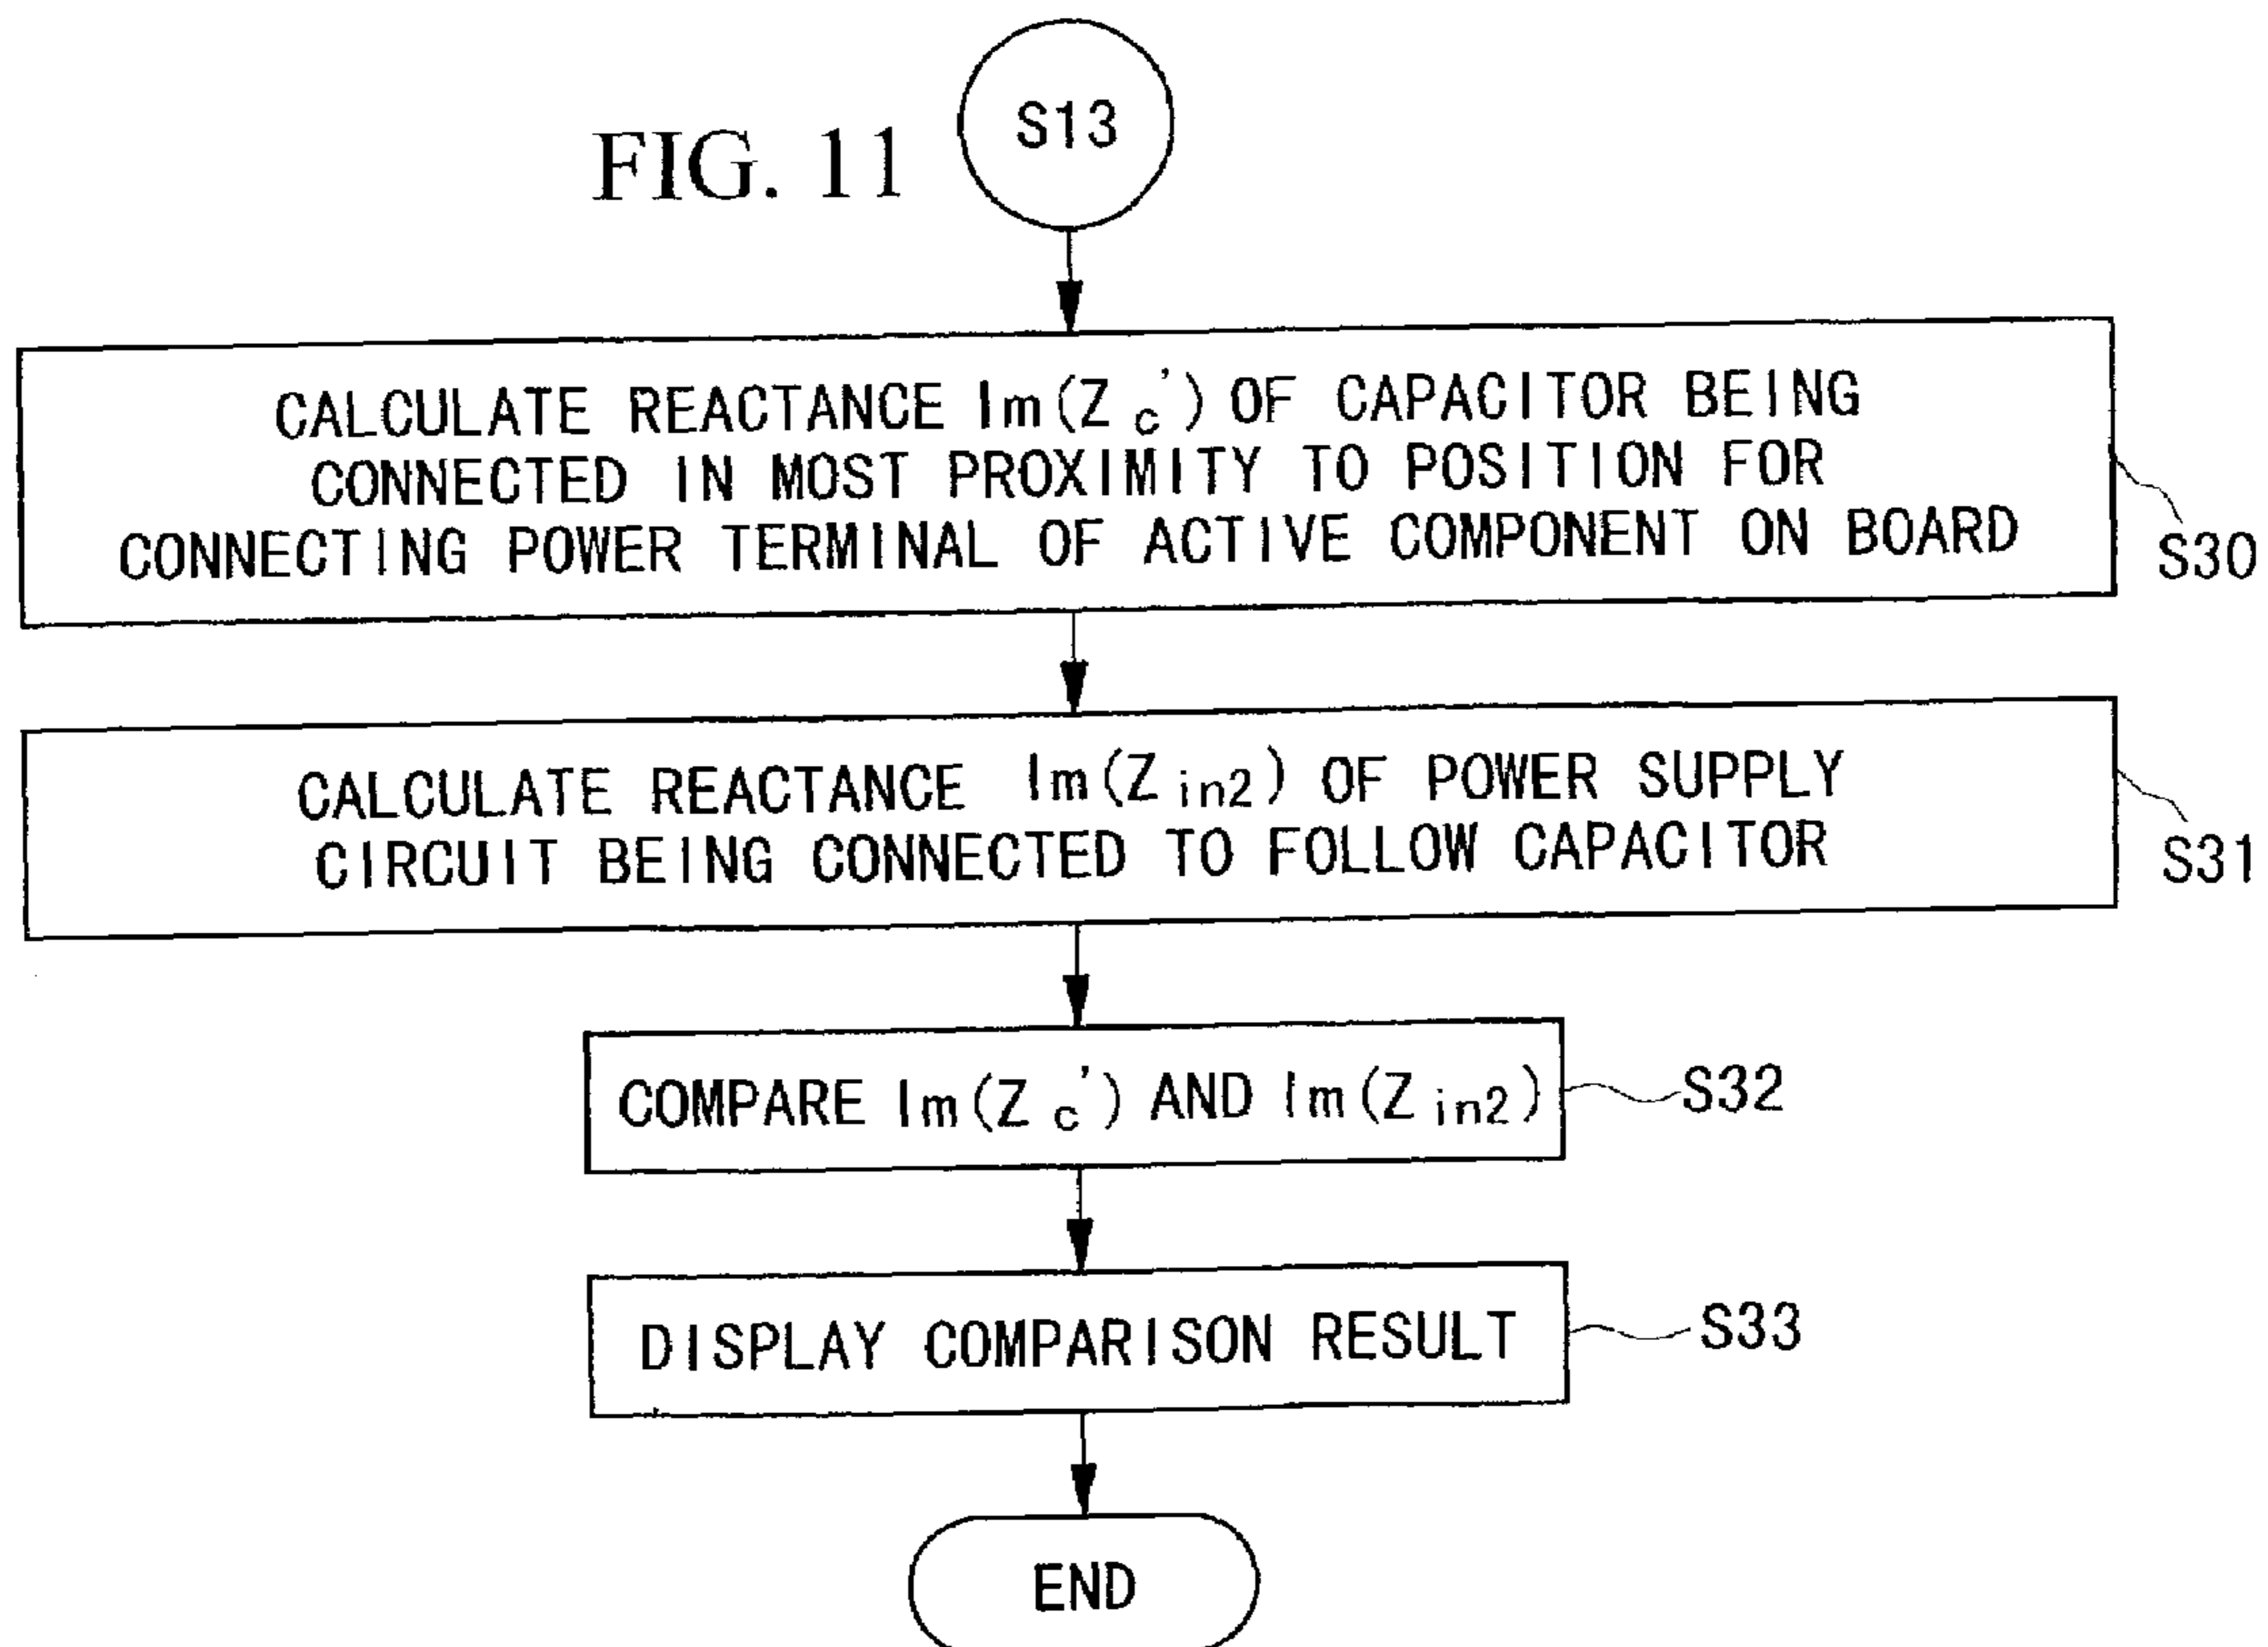 FIG. 11
S13
CALCULATE REACTANCE Im(Zc') OF CAPACITOR BEING
CONNECTED IN MOST PROXIMITY TO POSITION FOR
CONNECTING POWER TERMINAL OF ACTIVE COMPONENT ON BOARD
S30
CALCULATE REACTANCE Im(Zin2) OF POWER SUPPLY
CIRCUIT BEING CONNECTED TO FOLLOW CAPACITOR
S31
COMPARE Im(Zc') AND Im(Zin2)
S32
DISPLAY COMPARISON RESULT
S33
END